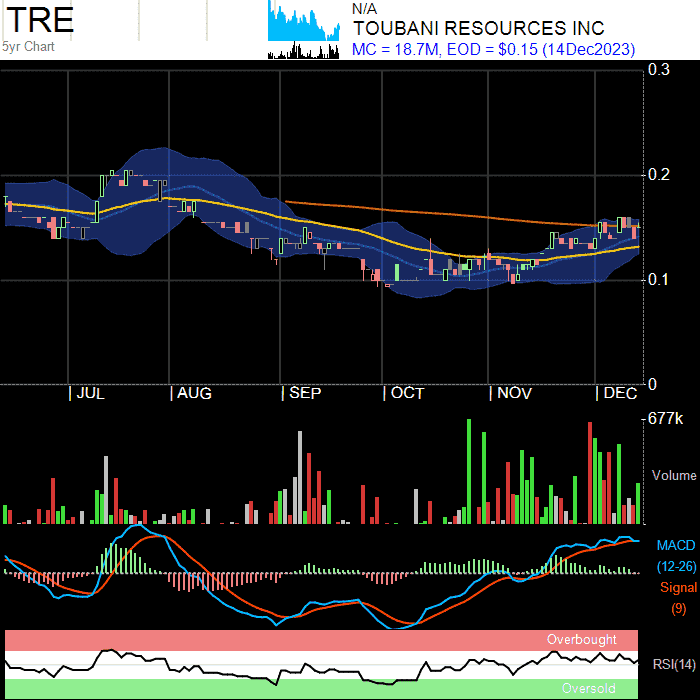 TRE
5yr Chart
N/A
TOUBANI RESOURCES INC
MC = 18.7M, EOD = $0.15 (14Dec2023)
0.3
0.2
0.1
0
JUL AUG SEP OCT NOV DEC
677k
Volume
MACD
(12-26)
Signal
(9)
Overbought
RSI(14)
Oversold